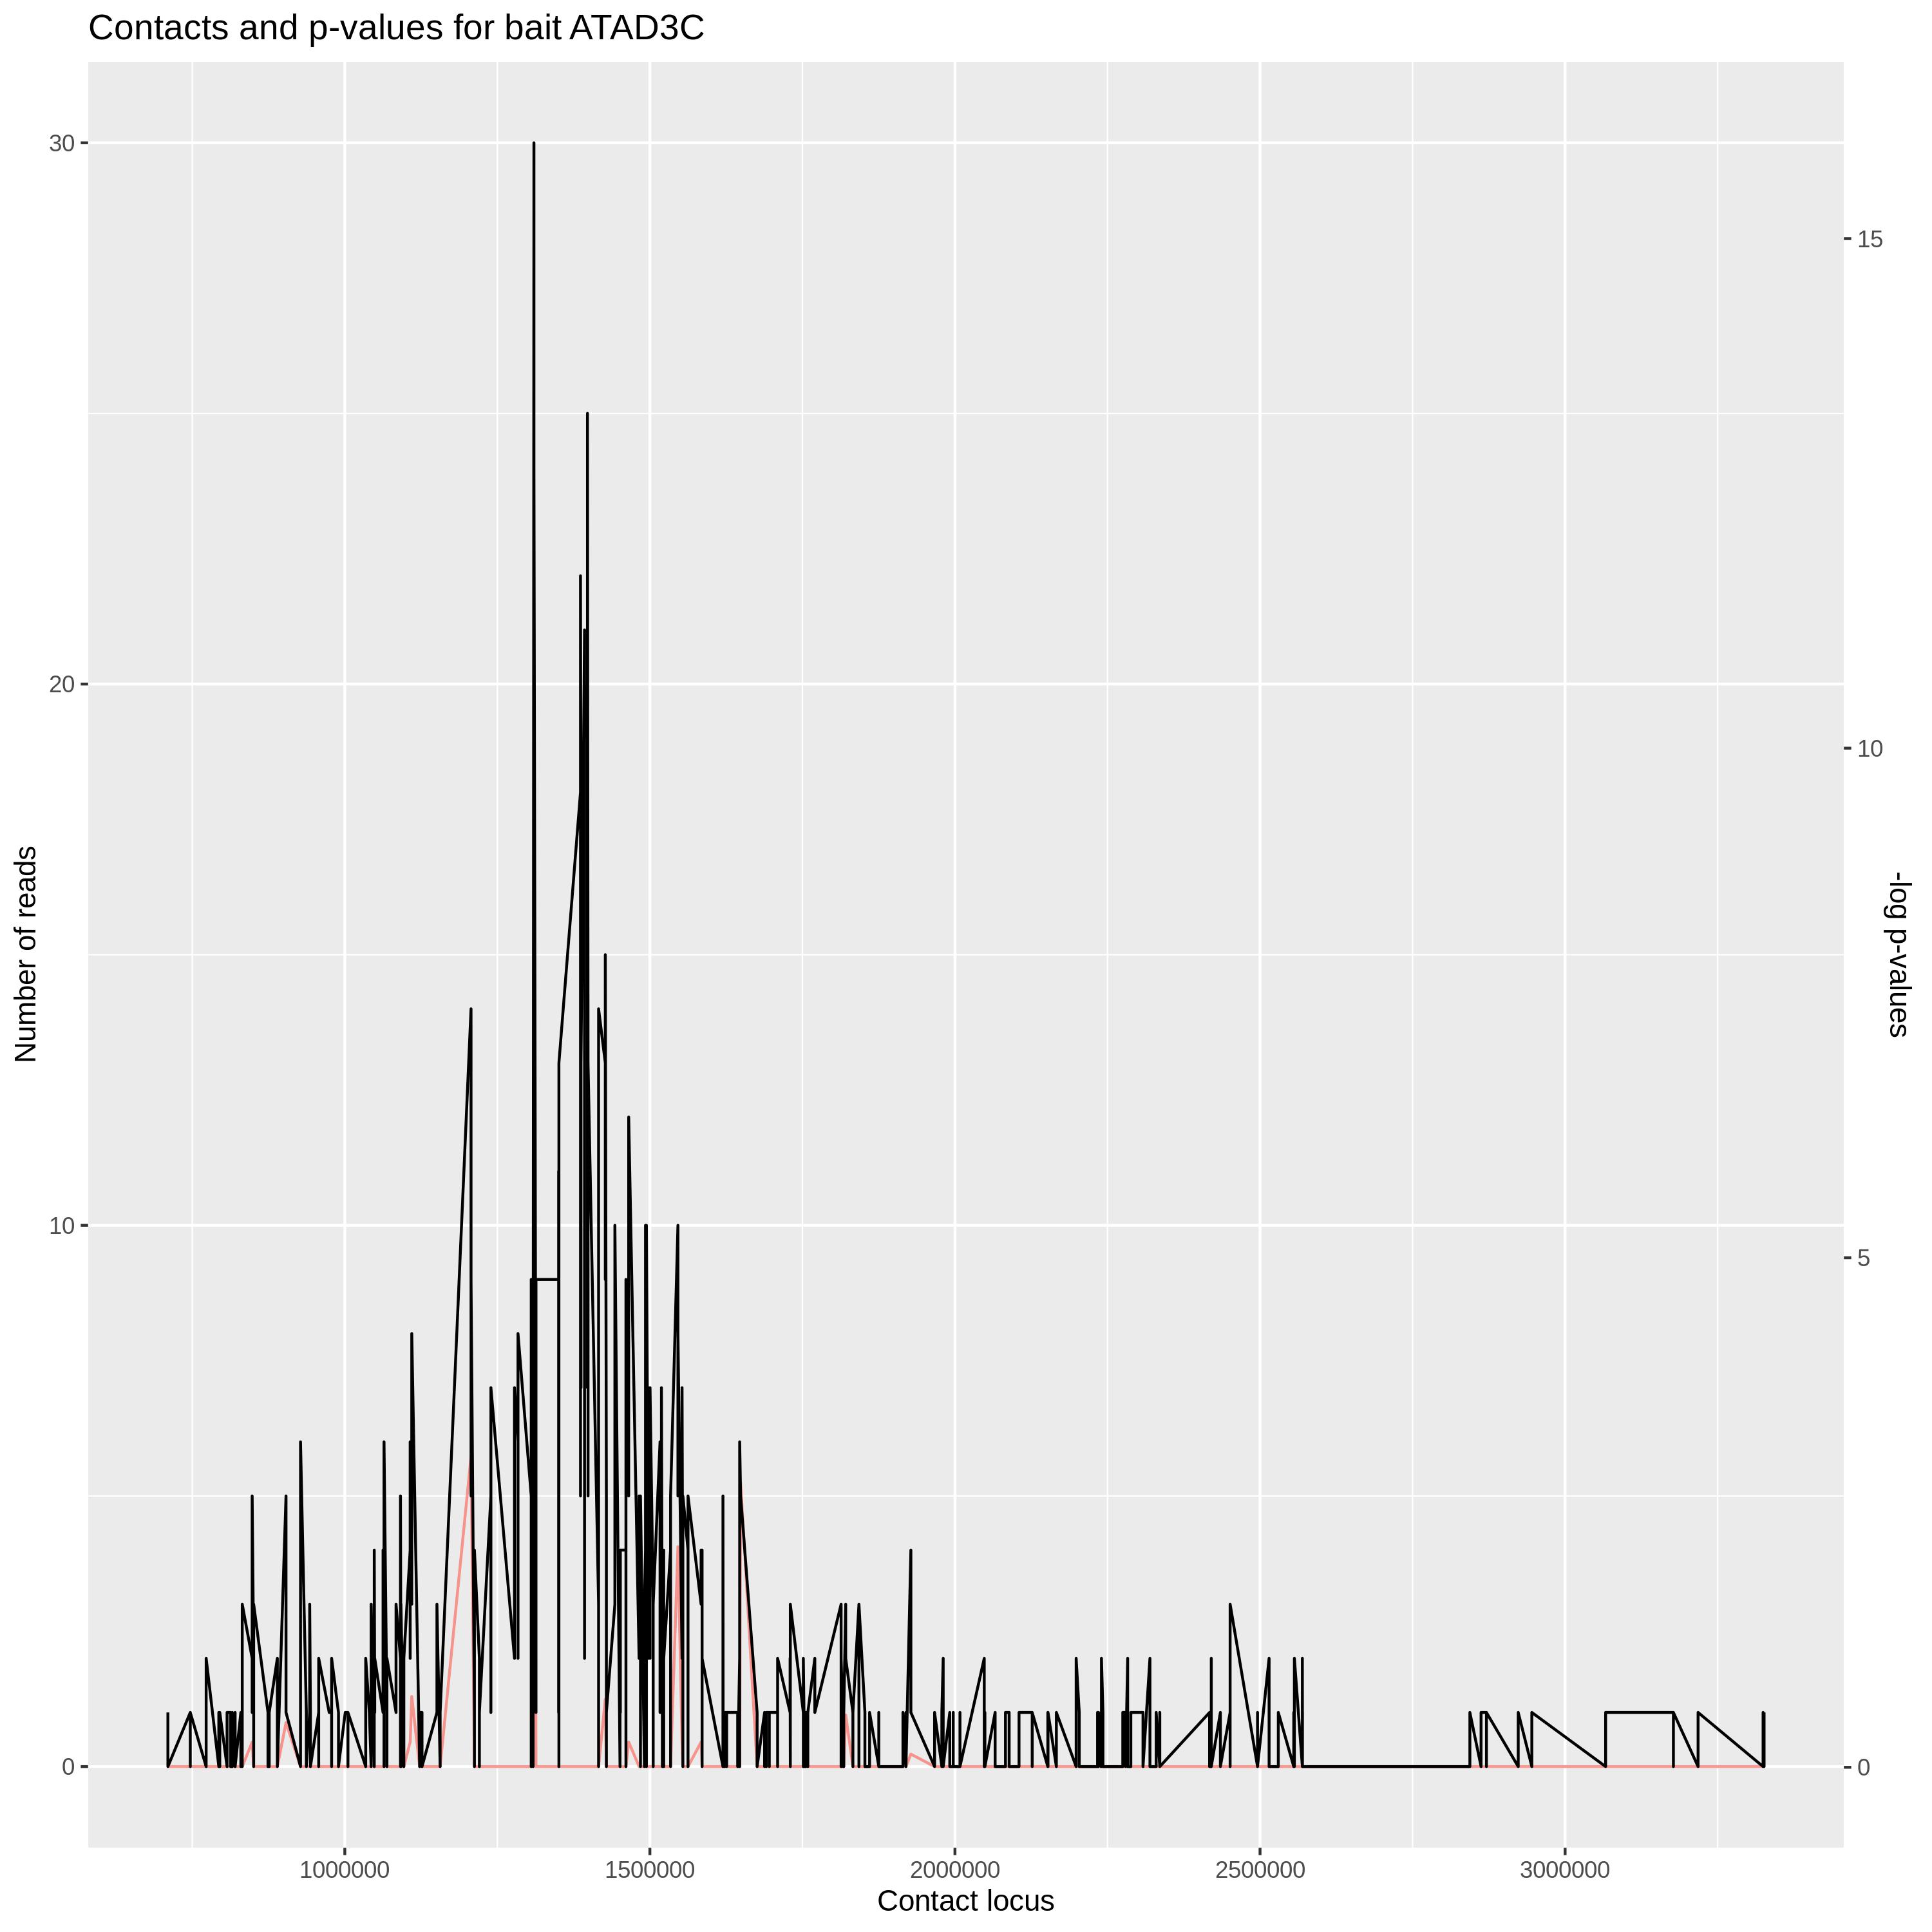 Contacts and p-values for bait ATAD3C
30
20
10
0
15
10
5
0
Number of reads
-log p-values
1000000 1500000 2000000 2500000 3000000
Contact locus